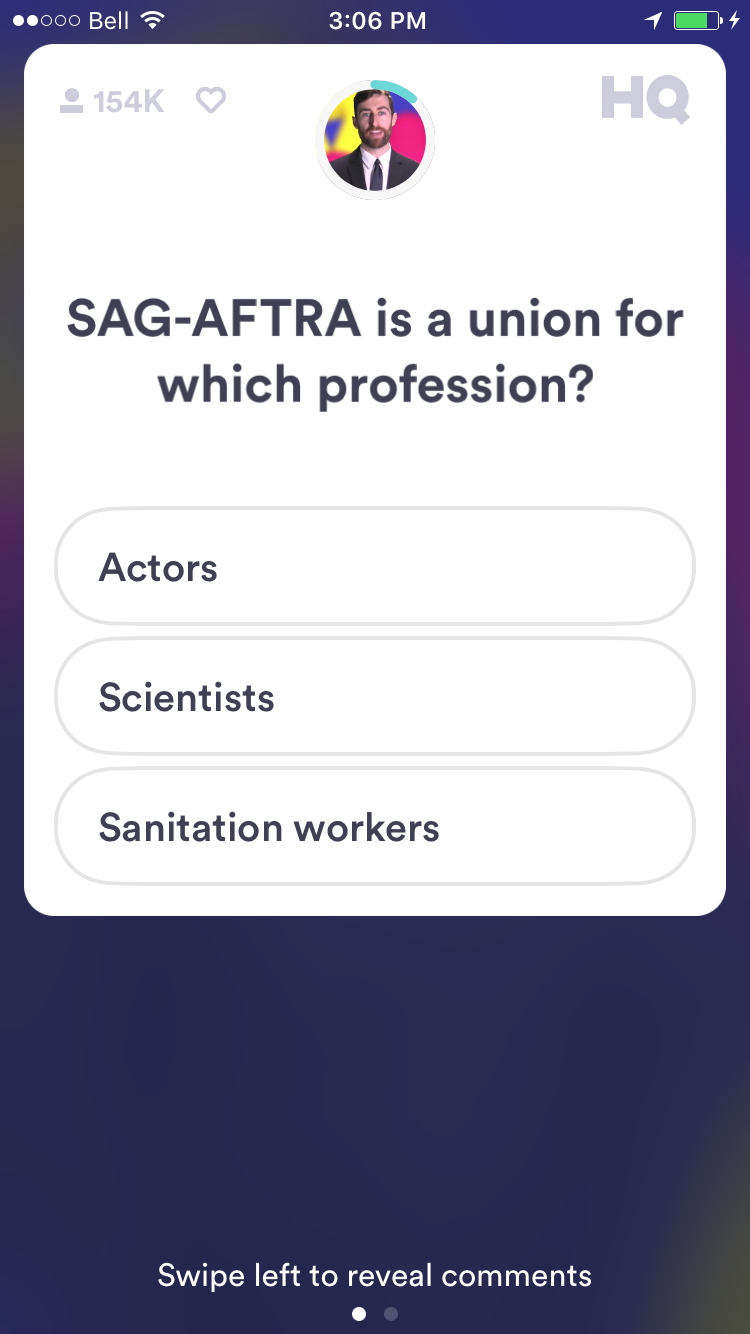 Bell 3:06 PM
154K HQ
SAG-AFTRA is a union for
which profession?
Actors
Scientists
Sanitation workers
Swipe left to reveal comments